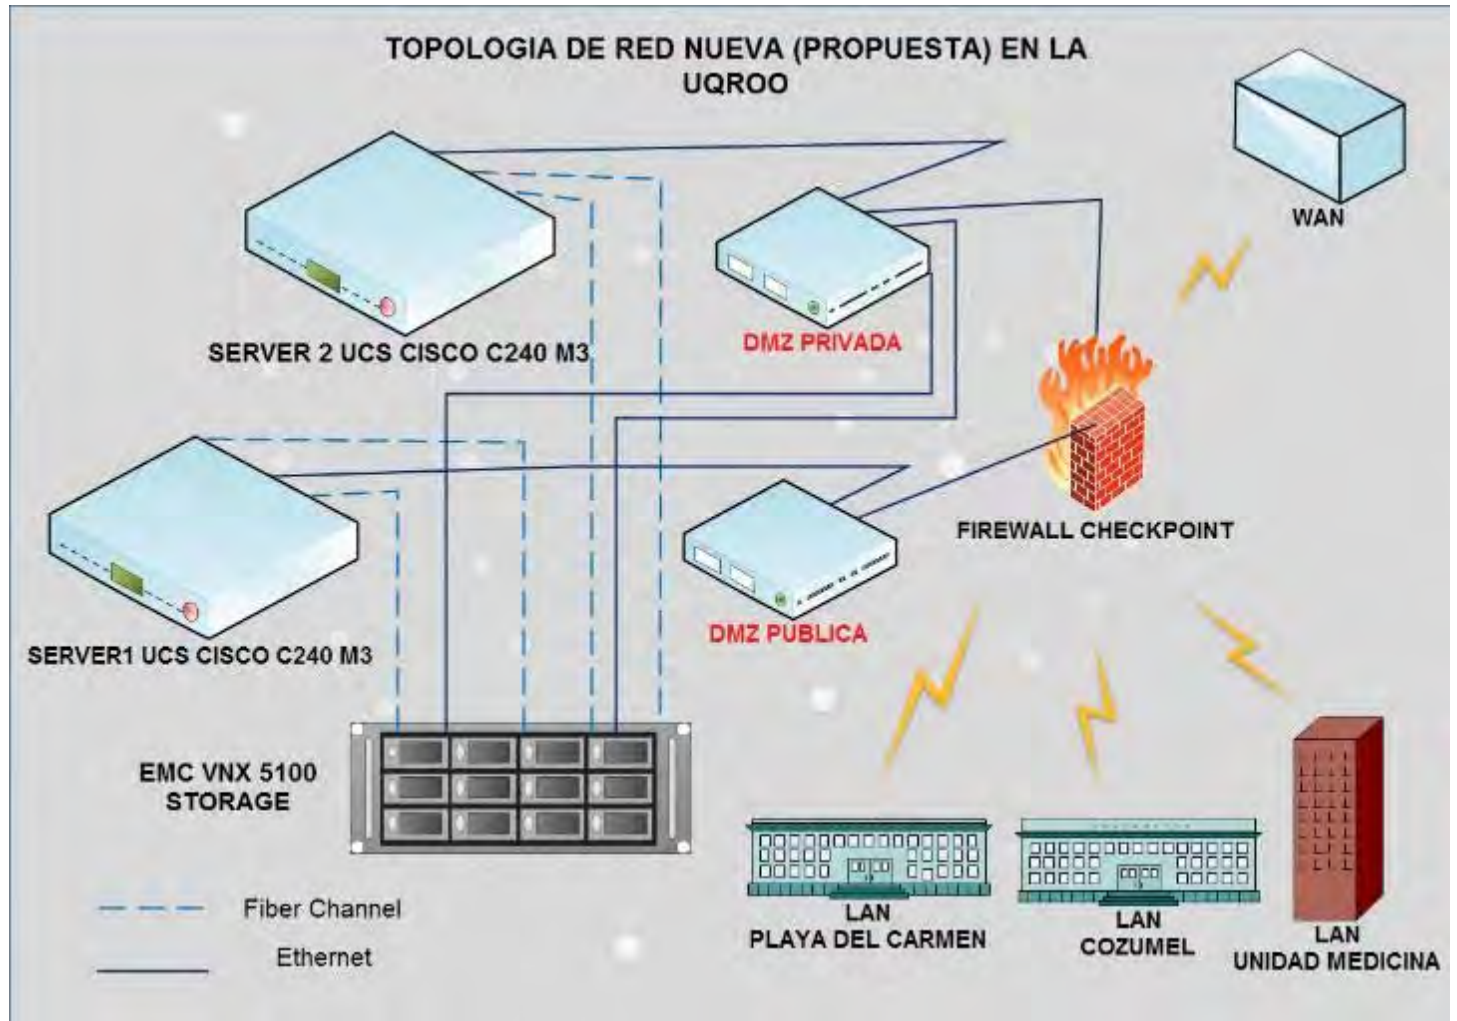 TOPOLOGIA DE RED NUEVA (PROPUESTA) EN LA
UQROO
WAN
SERVER 2 UCS CISCO C240 M3
DMZ PRIVADA
FIREWALL CHECKPOINT
DMZ PUBLICA
SERVER1 UCS CISCO C240 M3
EMC VNX 5100
STORAGE
LAN
PLAYA DEL CARMEN
LAN
COZUMEL
LAN
UNIDAD MEDICINA
Fiber Channel
Ethernet